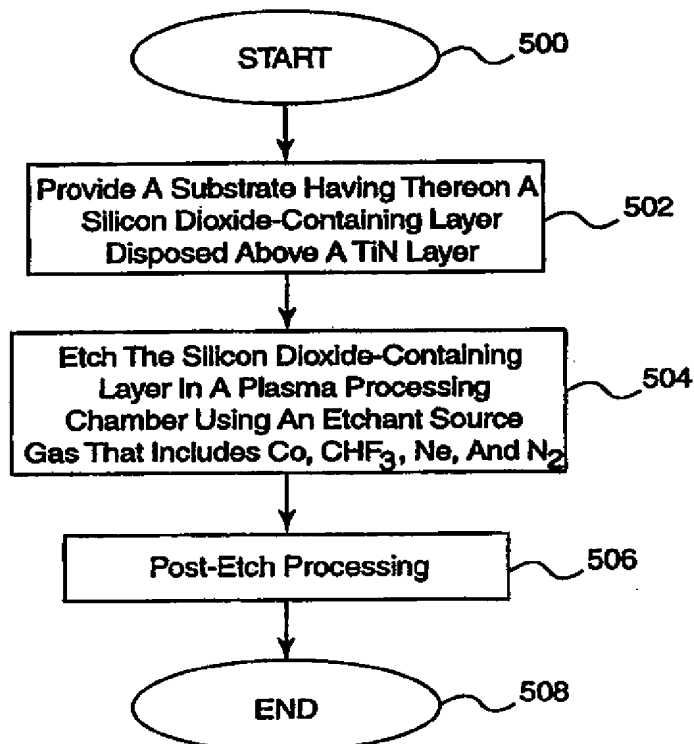 START
500
Provide A Substrate Having Thereon A
Silicon Dioxide-Containing Layer
Disposed Above A TiN Layer
502
Etch The Silicon Dioxide-Containing
Layer In A Plasma Processing
Chamber Using An Etchant Source
Gas That Includes Co, CHF₃, Ne, And N₂
504
Post-Etch Processing
506
END
508